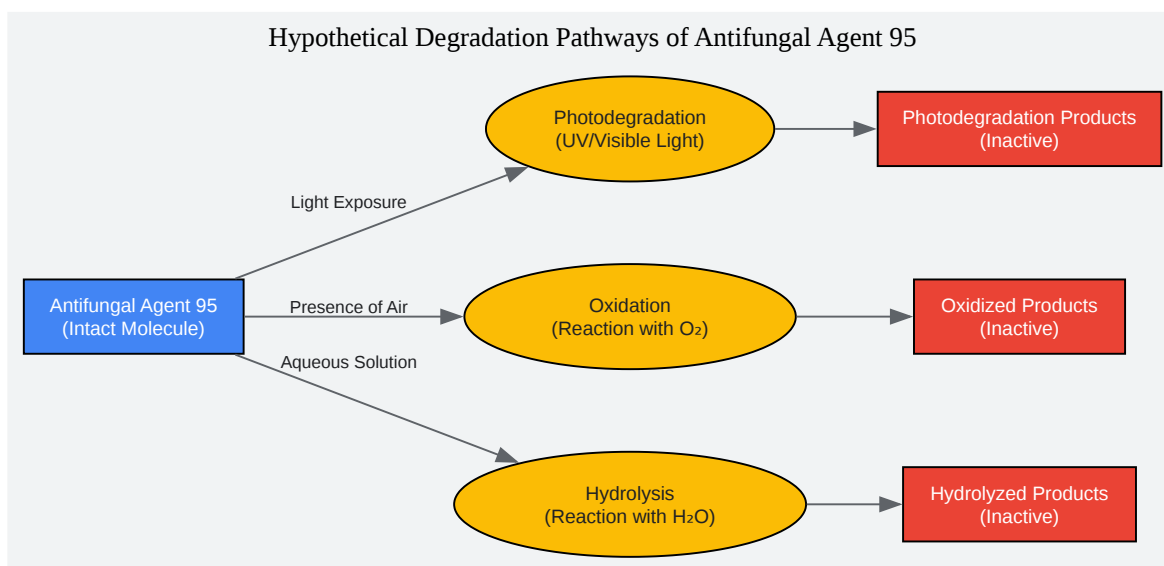 Hypothetical Degradation Pathways of Antifungal Agent 95
Photodegradation
(UV/Visible Light)
Photodegradation Products
(Inactive)
Light Exposure
Antifungal Agent 95
(Intact Molecule)
Presence of Air
Oxidation
(Reaction with O₂)
Oxidized Products
(Inactive)
Aqueous Solution
Hydrolysis
(Reaction with H₂O)
Hydrolyzed Products
(Inactive)